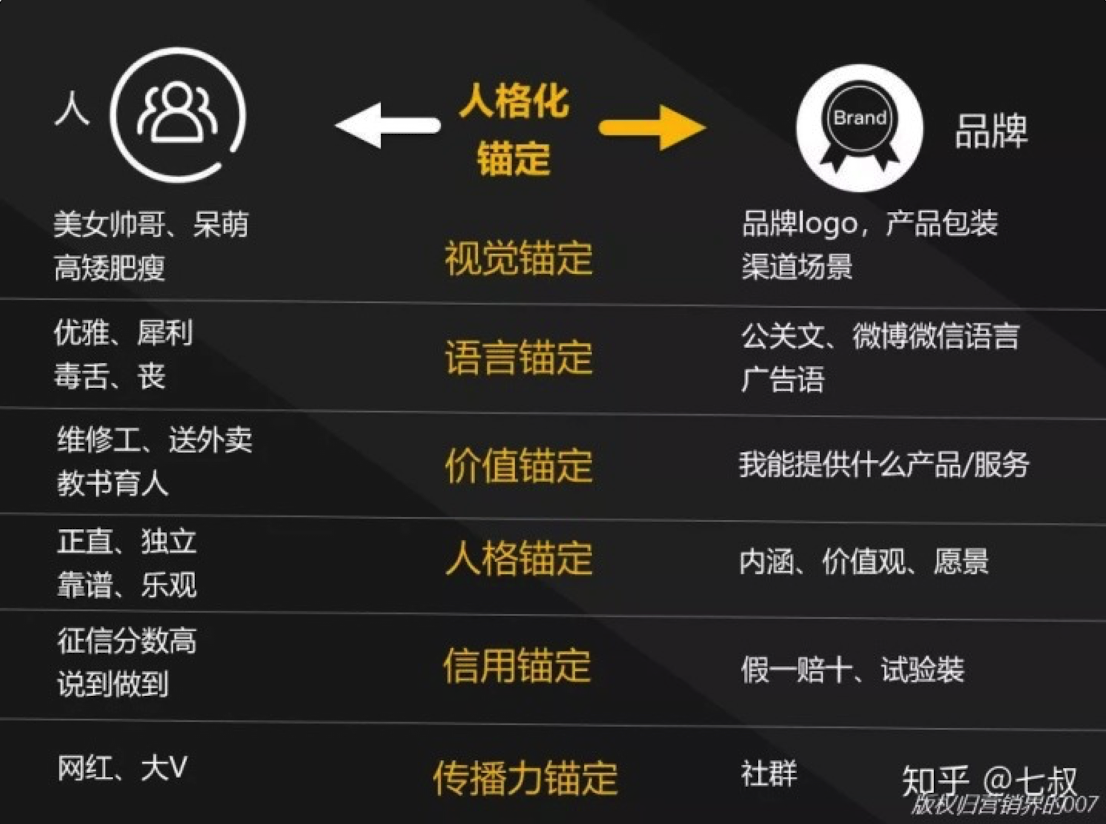 人
人格化
锚定
Brand
品牌
美女帅哥、呆萌
高矮肥瘦
视觉锚定
品牌logo，产品包装
渠道场景
优雅、犀利
毒舌、丧
语言锚定
公关文、微博微信语言
广告语
维修工、送外卖
教书育人
价值锚定
我能提供什么产品/服务
正直、独立
靠谱、乐观
人格锚定
内涵、价值观、愿景
征信分数高
说到做到
信用锚定
假一赔十、试验装
网红、大V
传播力锚定
社群
知乎 @七叔
版权归营销界的007